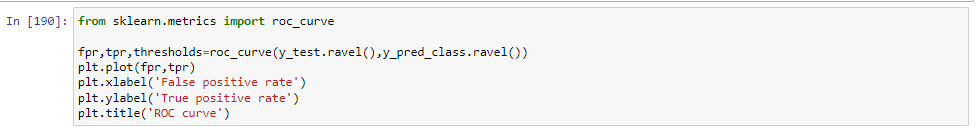 In [190]: from sklearn.metrics import roc_curve
fpr,tpr,thresholds=roc_curve(y_test.ravel(),y_pred_class.ravel())
plt.plot(fpr,tpr)
plt.xlabel('False positive rate')
plt.ylabel('True positive rate')
plt.title('ROC curve')